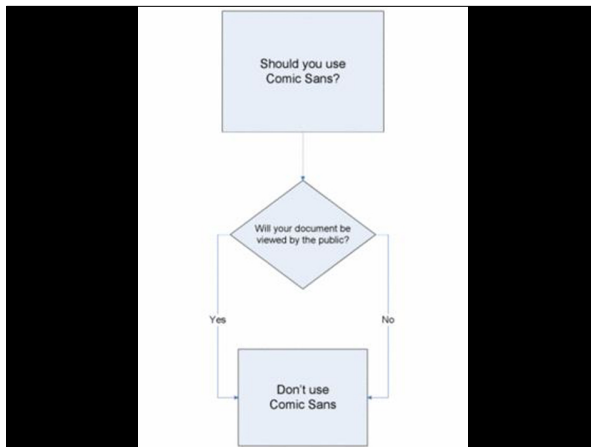 Should you use
Comic Sans?
Will your document be
viewed by the public?
Yes
No
Don't use
Comic Sans